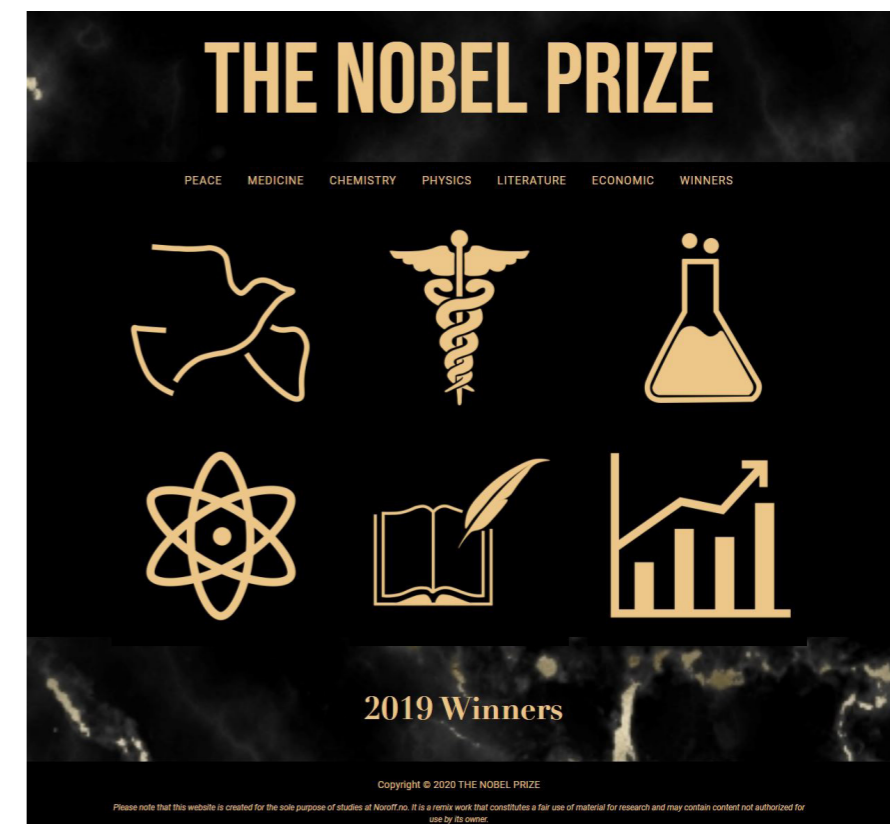 THE NOBEL PRIZE
PEACE MEDICINE CHEMISTRY PHYSICS LITERATURE ECONOMIC WINNERS
2019 Winners
Copyright © 2020 THE NOBEL PRIZE
Please note that this website is created for the sole purpose of studies at Noroff.no. It is a remix work that constitutes a fair use of material for research and may contain content not authorized for
use by its owner.